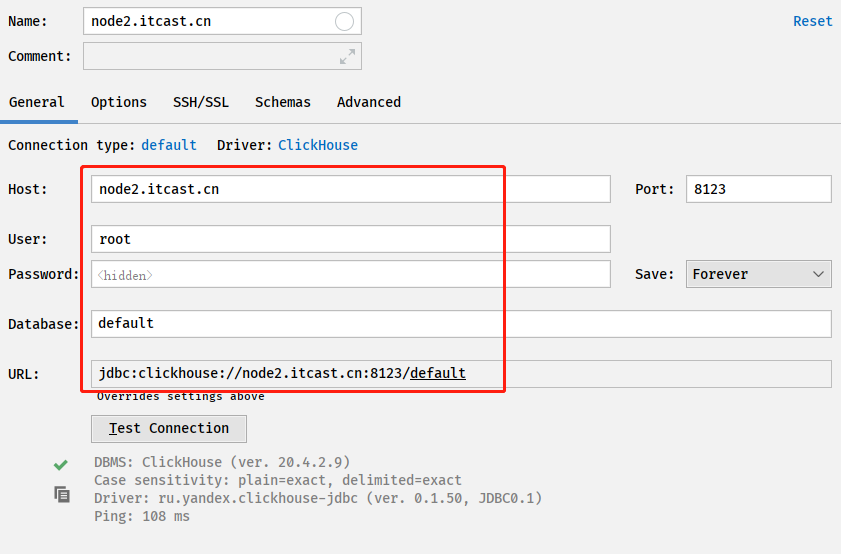 Name: node2.itcast.cn Reset
Comment:
General Options SSH/SSL Schemas Advanced
Connection type: default Driver: ClickHouse
Host: node2.itcast.cn Port: 8123
User: root
Password: <hidden> Save: Forever
Database: default
URL: jdbc:clickhouse://node2.itcast.cn:8123/default
Overrides settings above
Test Connection
DBMS: ClickHouse (ver. 20.4.2.9)
Case sensitivity: plain=exact, delimited=exact
Driver: ru.yandex.clickhouse-jdbc (ver. 0.1.50, JDBC0.1)
Ping: 108 ms